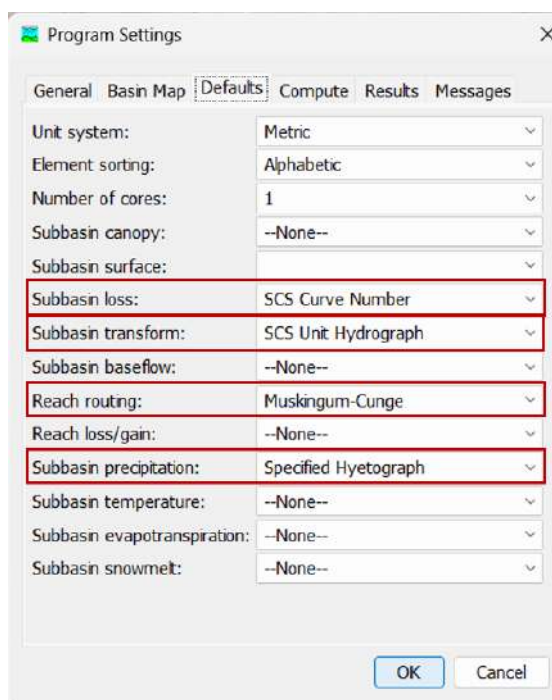 Program Settings
General Basin Map Defaults Compute Results Messages
Unit system: Metric
Element sorting: Alphabetic
Number of cores: 1
Subbasin canopy: --None--
Subbasin surface:
Subbasin loss: SCS Curve Number
Subbasin transform: SCS Unit Hydrograph
Subbasin baseflow: --None--
Reach routing: Muskingum-Cunge
Reach loss/gain: --None--
Subbasin precipitation: Specified Hyetograph
Subbasin temperature: --None--
Subbasin evapotranspiration: --None--
Subbasin snowmelt: --None--
OK Cancel